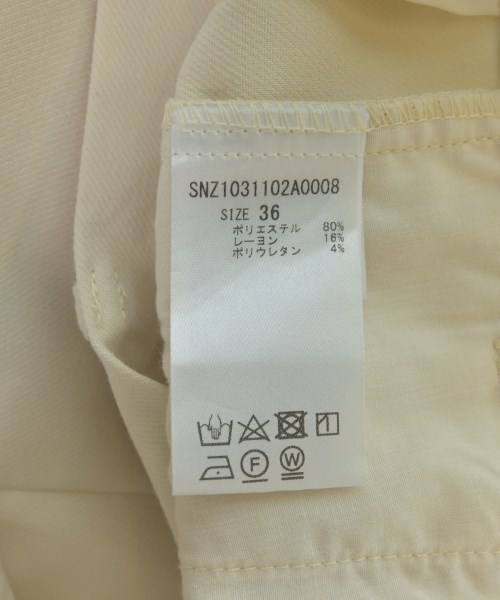 SNZ1031102A0008
SIZE 36
ポリエステル 80%
レーヨン 16%
ポリウレタン 4%
F W